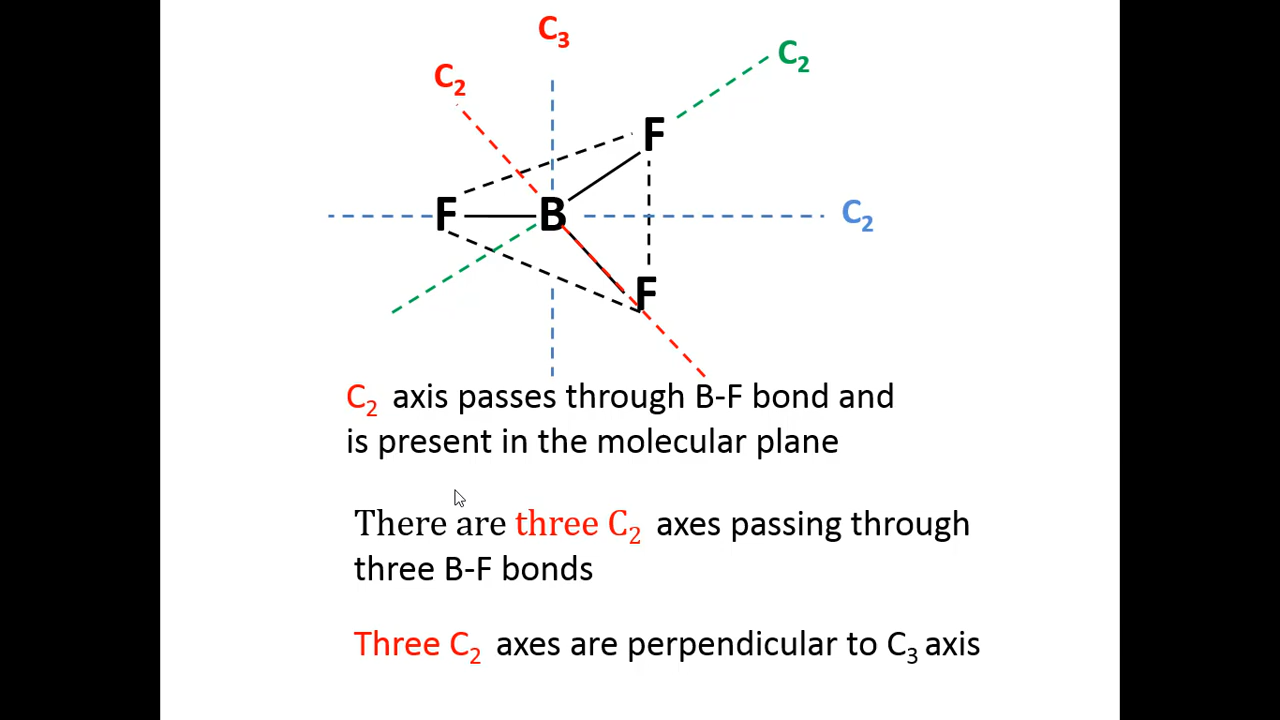 C₃
C₂
C₂
F
F B C₂
F
C₂ axis passes through B-F bond and
is present in the molecular plane
There are three C₂ axes passing through
three B-F bonds
Three C₂ axes are perpendicular to C₃ axis